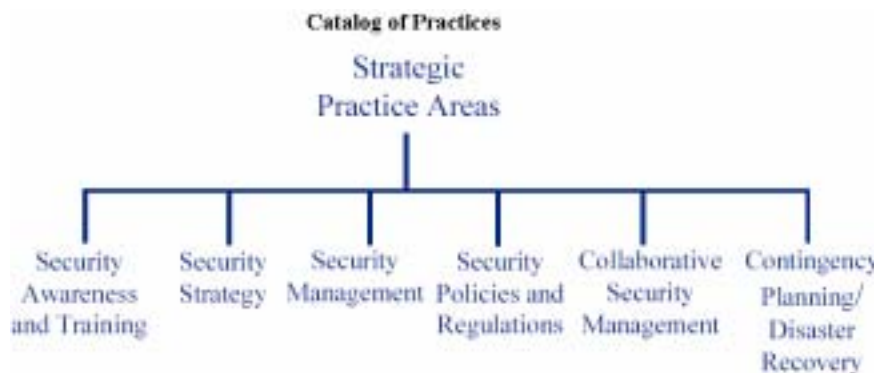 Catalog of Practices
Strategic
Practice Areas
Security
Awareness
and Training
Security
Strategy
Security
Management
Security
Policies and
Regulations
Collaborative
Security
Management
Contingency
Planning/
Disaster
Recovery